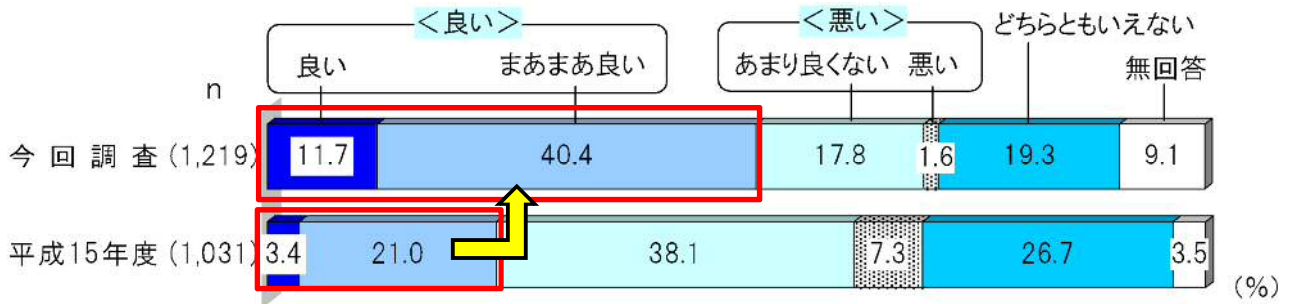 ＜良い＞ ＜悪い＞ どちらともいえない
良い まあまあ良い あまり良くない 悪い 無回答
n
今回調査(1,219) 11.7 40.4 17.8 1.6 19.3 9.1
平成15年度(1,031) 3.4 21.0 38.1 7.3 26.7 3.5
(%)